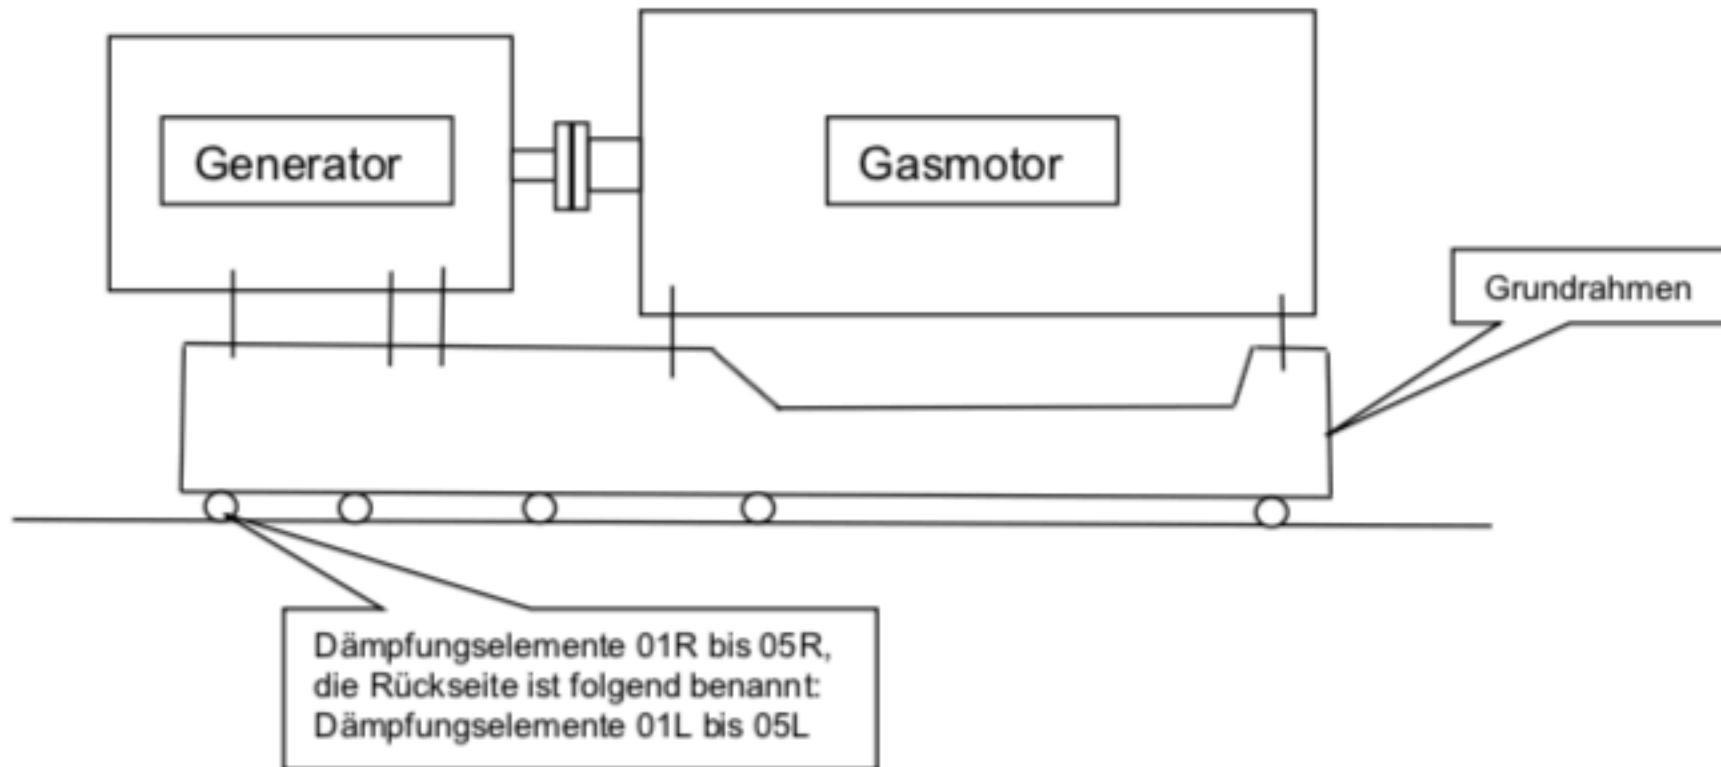 Generator
Gasmotor
Grundrahmen
Dämpfungselemente 01R bis 05R,
die Rückseite ist folgend benannt:
Dämpfungselemente 01L bis 05L